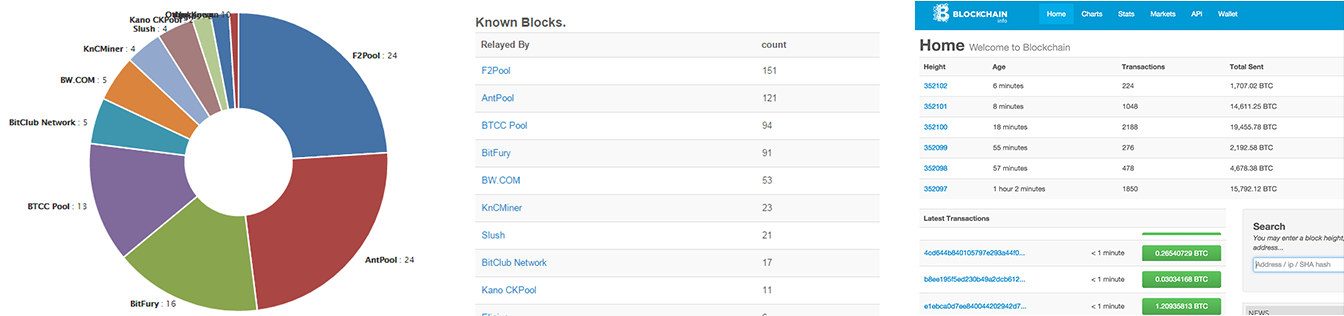 Kano CKPool
Slush : 4
KnCMiner : 4
BW.COM : 5
BitClub Network : 5
BTCC Pool : 13
BitFury : 16
AntPool : 24
F2Pool : 24
Known Blocks.
Relayed By count
F2Pool 151
AntPool 121
BTCC Pool 94
BitFury 91
BW.COM 53
KnCMiner 23
Slush 21
BitClub Network 17
Kano CKPool 11
BLOCKCHAIN
info
Home Charts Stats Markets API Wallet
Home Welcome to Blockchain
Height Age Transactions Total Sent
352102 6 minutes 224 1,707.02 BTC
352101 8 minutes 1048 14,611.25 BTC
352100 18 minutes 2188 19,455.78 BTC
352099 55 minutes 276 2,192.58 BTC
352098 57 minutes 478 4,678.38 BTC
352097 1 hour 2 minutes 1850 15,792.12 BTC
Latest Transactions
4cd644b840105797e293a44f0... < 1 minute 0.26540729 BTC
b8ee195f5ed230b49a2dcb612... < 1 minute 0.03034168 BTC
e1ebca0d7ee840044202942d7... < 1 minute 1.20935813 BTC
Search
You may enter a block height,
address...
Address / ip / SHA hash
NEWS